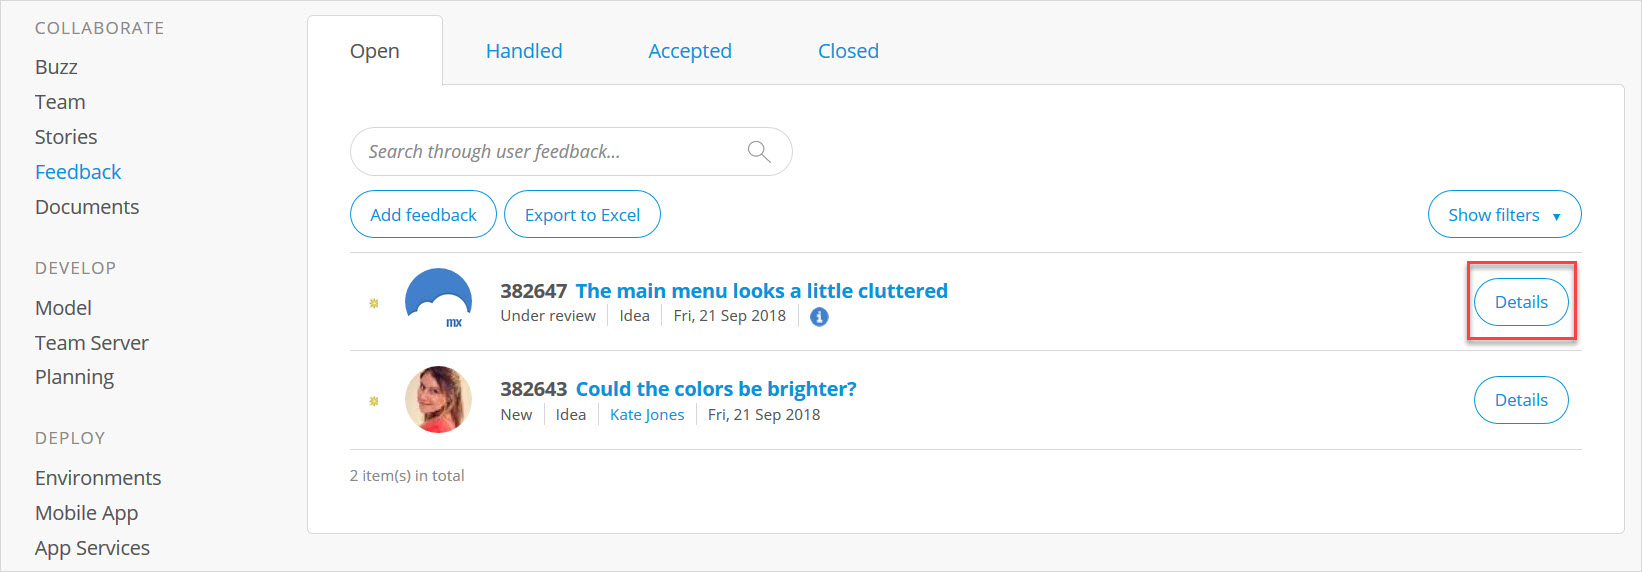 COLLABORATE
Buzz
Team
Stories
Feedback
Documents
DEVELOP
Model
Team Server
Planning
DEPLOY
Environments
Mobile App
App Services
Open Handled Accepted Closed
Search through user feedback...
Add feedback Export to Excel Show filters
382647 The main menu looks a little cluttered
Under review Idea Fri, 21 Sep 2018 i
mx
Details
382643 Could the colors be brighter?
New Idea Kate Jones Fri, 21 Sep 2018
Details
2 item(s) in total